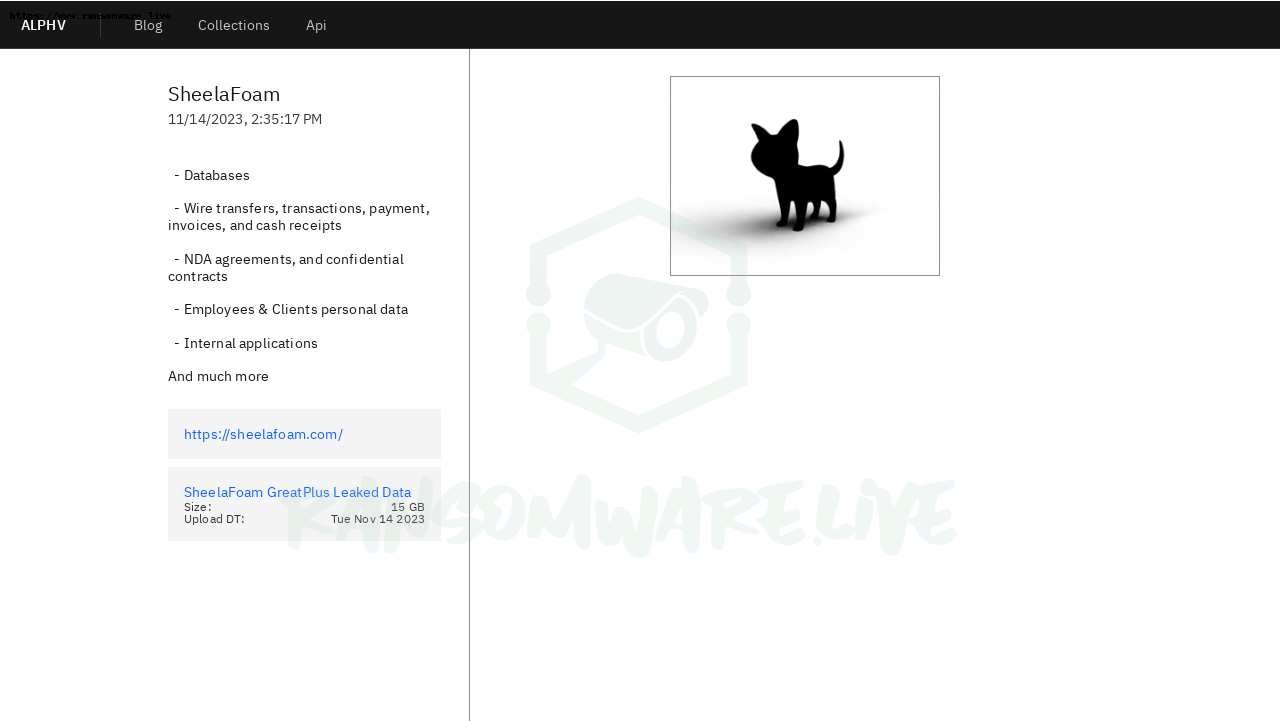 https://www.ransomware.live
ALPHV
Blog
Collections
Api
SheelaFoam
11/14/2023, 2:35:17 PM
- Databases
- Wire transfers, transactions, payment,
invoices, and cash receipts
- NDA agreements, and confidential
contracts
- Employees & Clients personal data
- Internal applications
And much more
https://sheelafoam.com/
SheelaFoam GreatPlus Leaked Data
Size: 15 GB
Upload DT: Tue Nov 14 2023
RANSOMWARE.LIVE